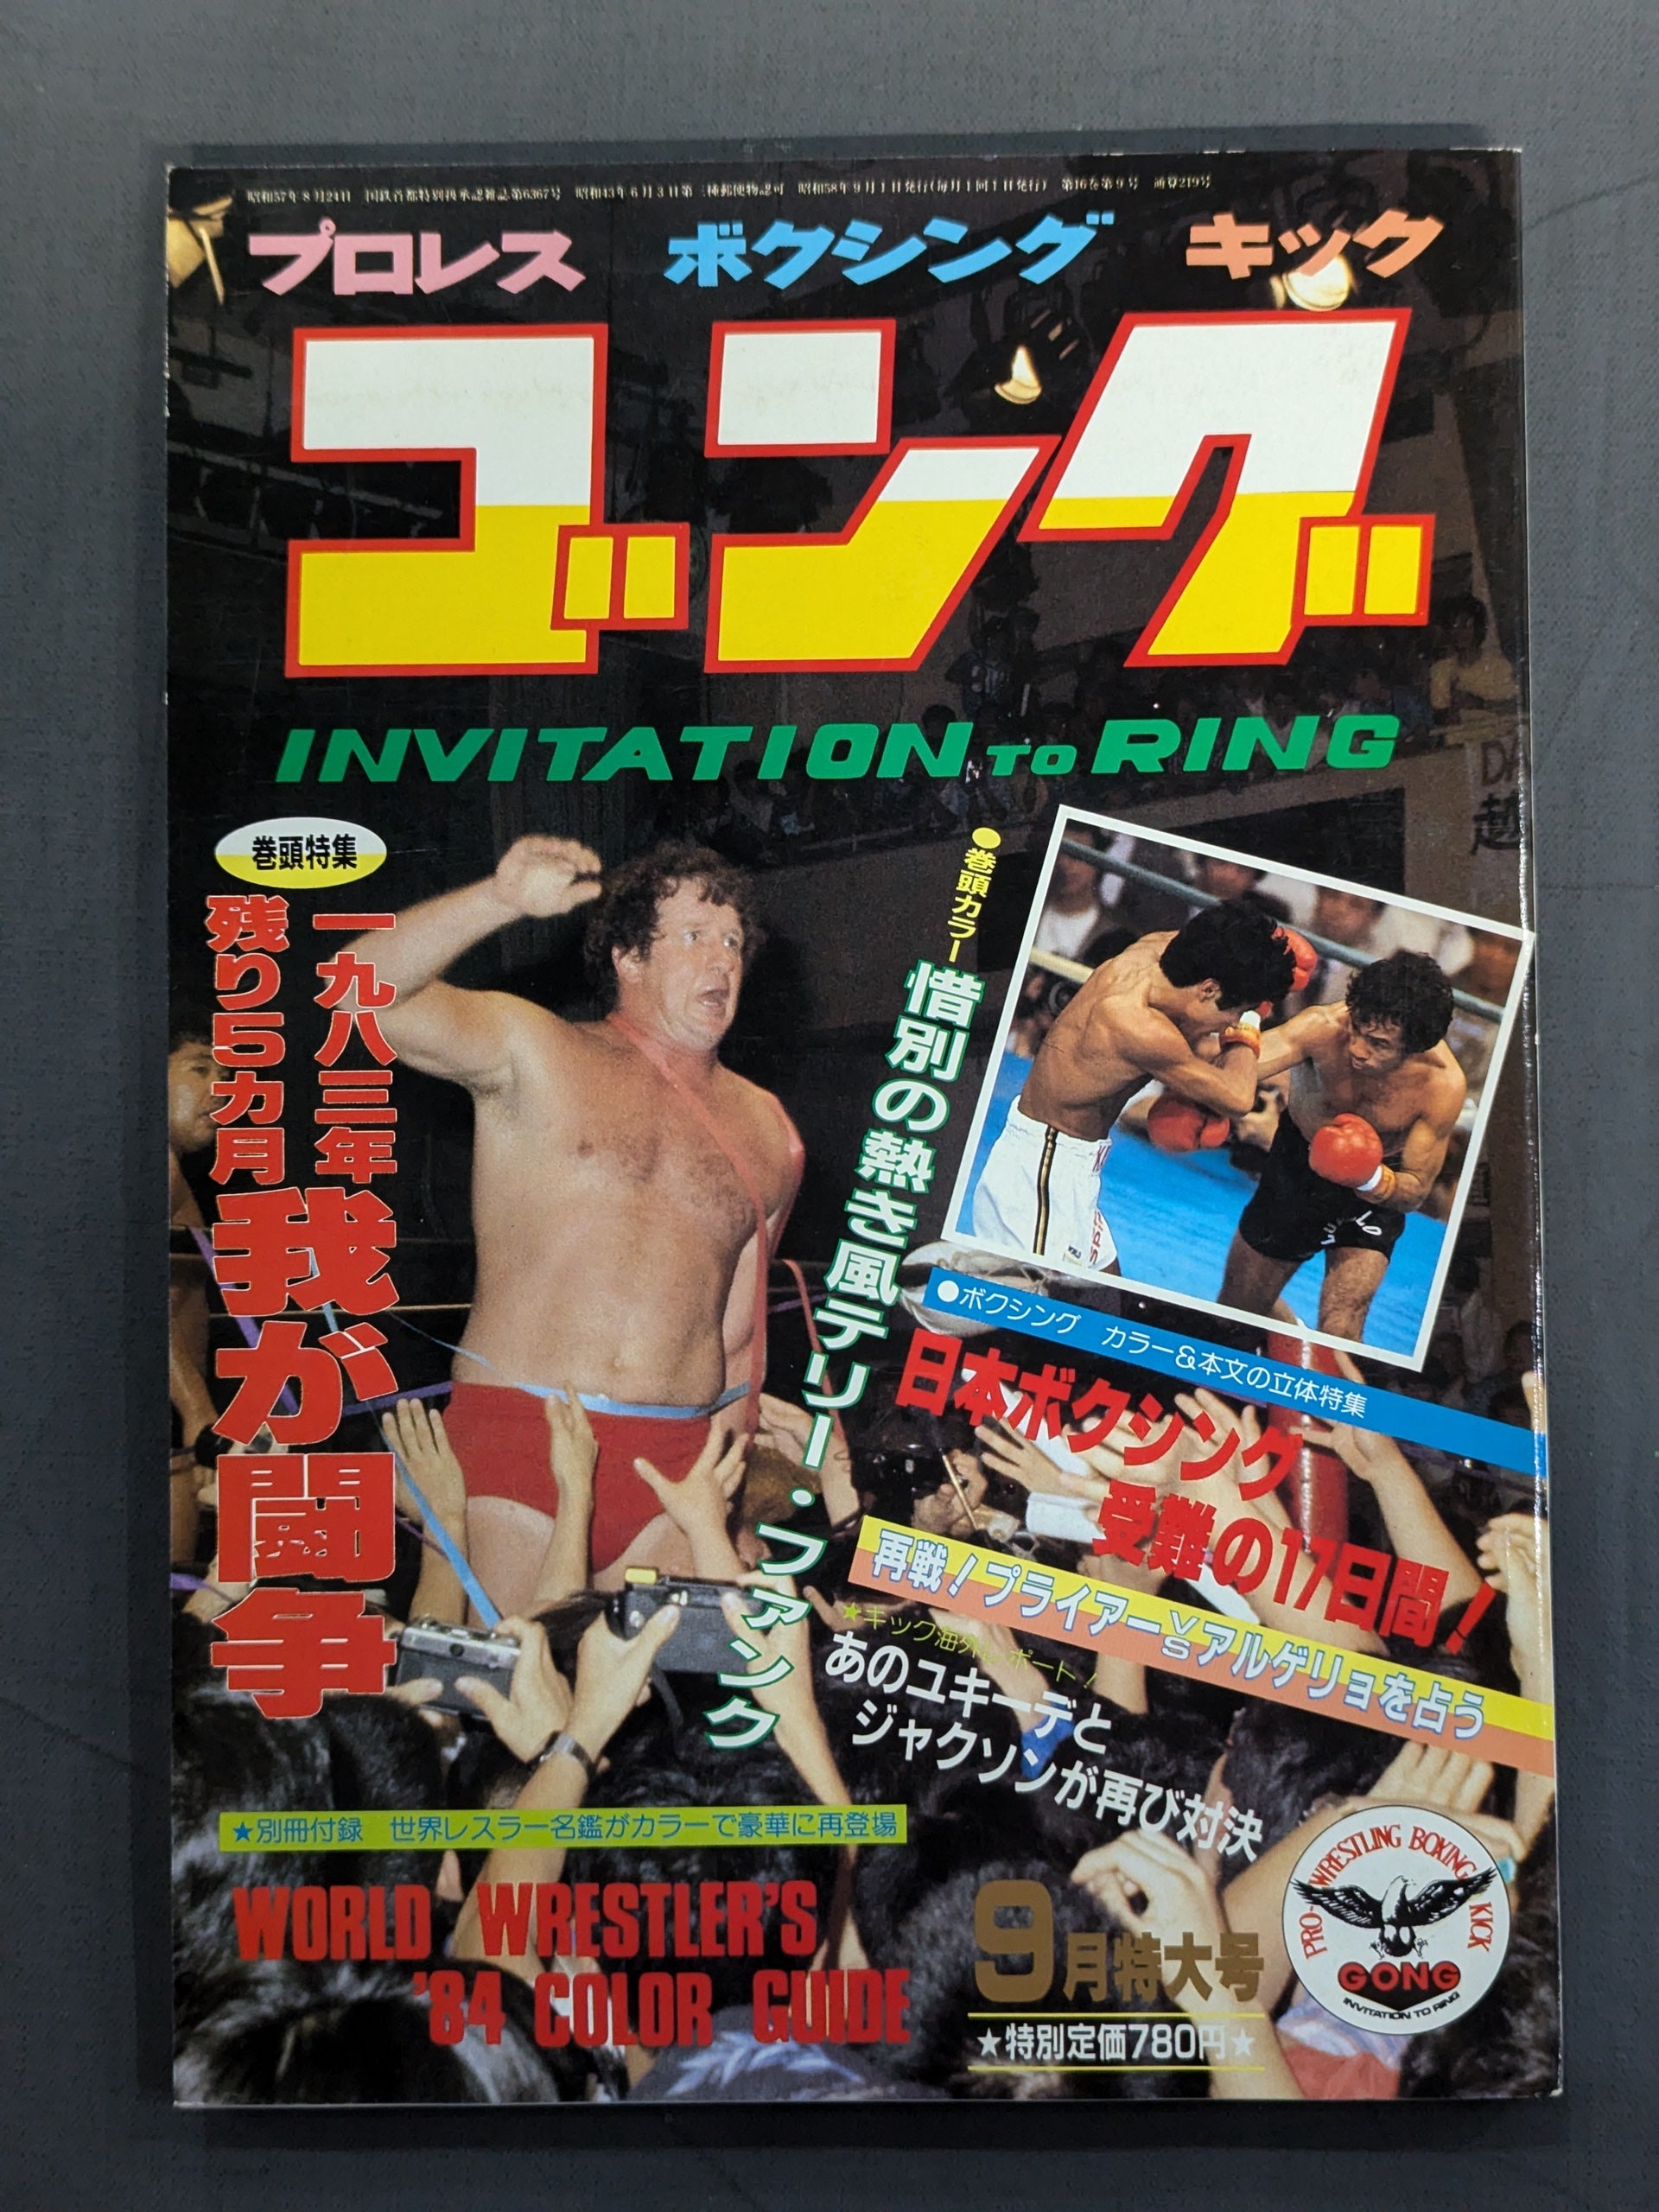 昭和57年8月24日 国鉄首都特別扱承認雑誌第6367号 昭和43年6月3日第三種郵便物認可 昭和58年9月1日発行(毎月1回1日発行) 第16巻第9号 通算219号
プロレス ボクシング キック
ゴング
INVITATION TO RING
巻頭特集
一九八三年
残り5カ月
我が闘争
●巻頭カラー
惜別の熱き風テリー・ファンク
●ボクシング カラー&本文の立体特集
日本ボクシング
受難の17日間!
再戦!プライアーVSアルゲリョを占う
★キック海外レポート!
あのユキーデと
ジャクソンが再び対決
★別冊付録 世界レスラー名鑑がカラーで豪華に再登場
WORLD WRESTLER'S
'84 COLOR GUIDE
9月特大号
★特別定価780円★
PRO-WRESTLING BOXING KICK
GONG
INVITATION TO RING